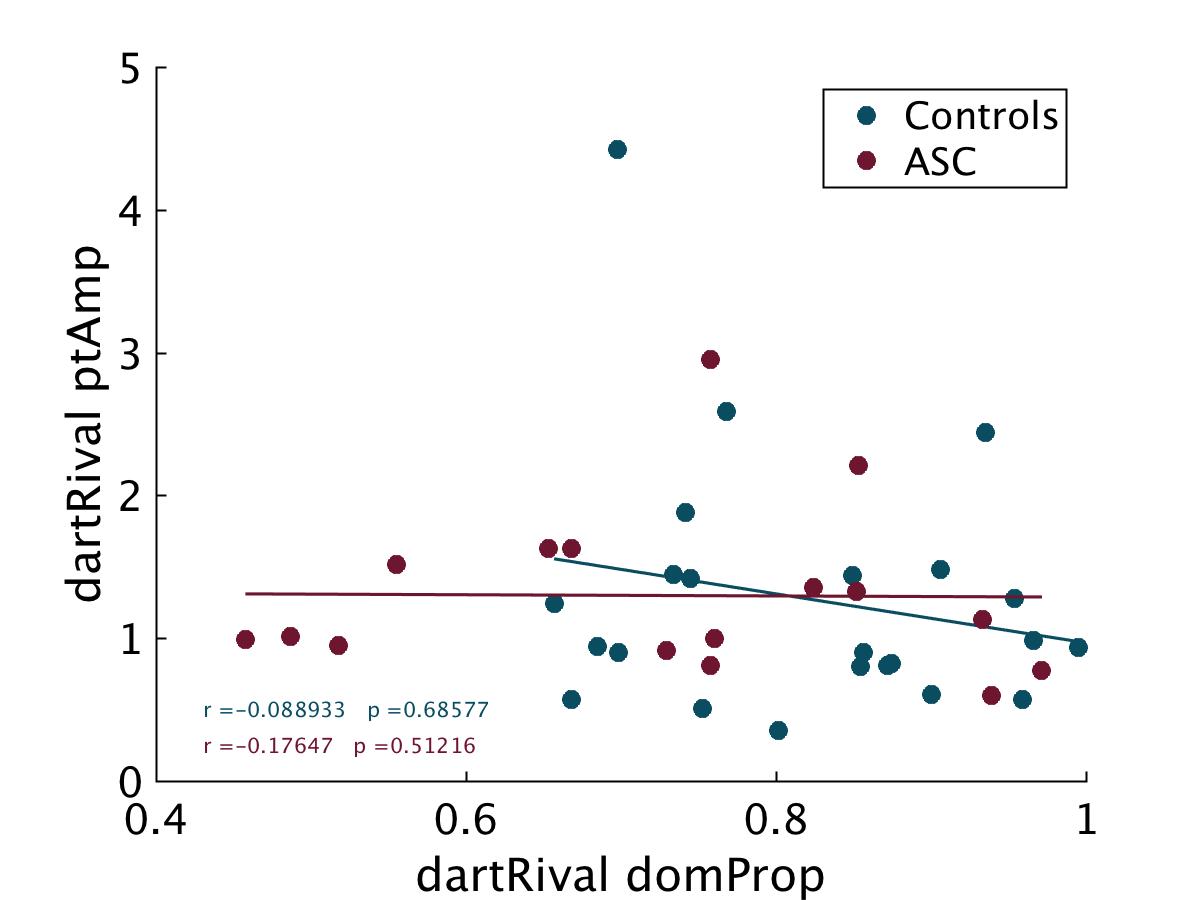 5
4
3
2
1
0
dartRival ptAmp
Controls
ASC
r =-0.088933 p =0.68577
r =-0.17647 p =0.51216
0.4 0.6 0.8 1
dartRival domProp